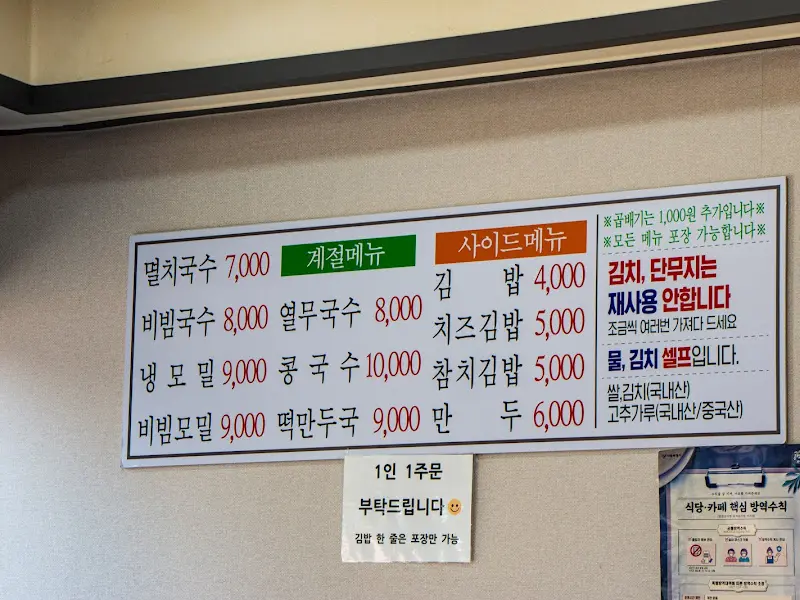 멸치국수 7,000
비빔국수 8,000
냉모밀 9,000
비빔모밀 9,000
계절메뉴
열무국수 8,000
콩국수 10,000
떡만두국 9,000
사이드메뉴
김밥 4,000
치즈김밥 5,000
참치김밥 5,000
만두 6,000
※곱배기는 1,000원 추가입니다※
※모든 메뉴 포장 가능합니다※
김치, 단무지는
재사용 안합니다
조금씩 여러번 가져다 드세요
물, 김치 셀프입니다.
쌀,김치(국내산)
고추가루(국내산/중국산)
1인 1주문
부탁드립니다😊
김밥 한 줄은 포장만 가능
식당·카페 핵심 방역수칙